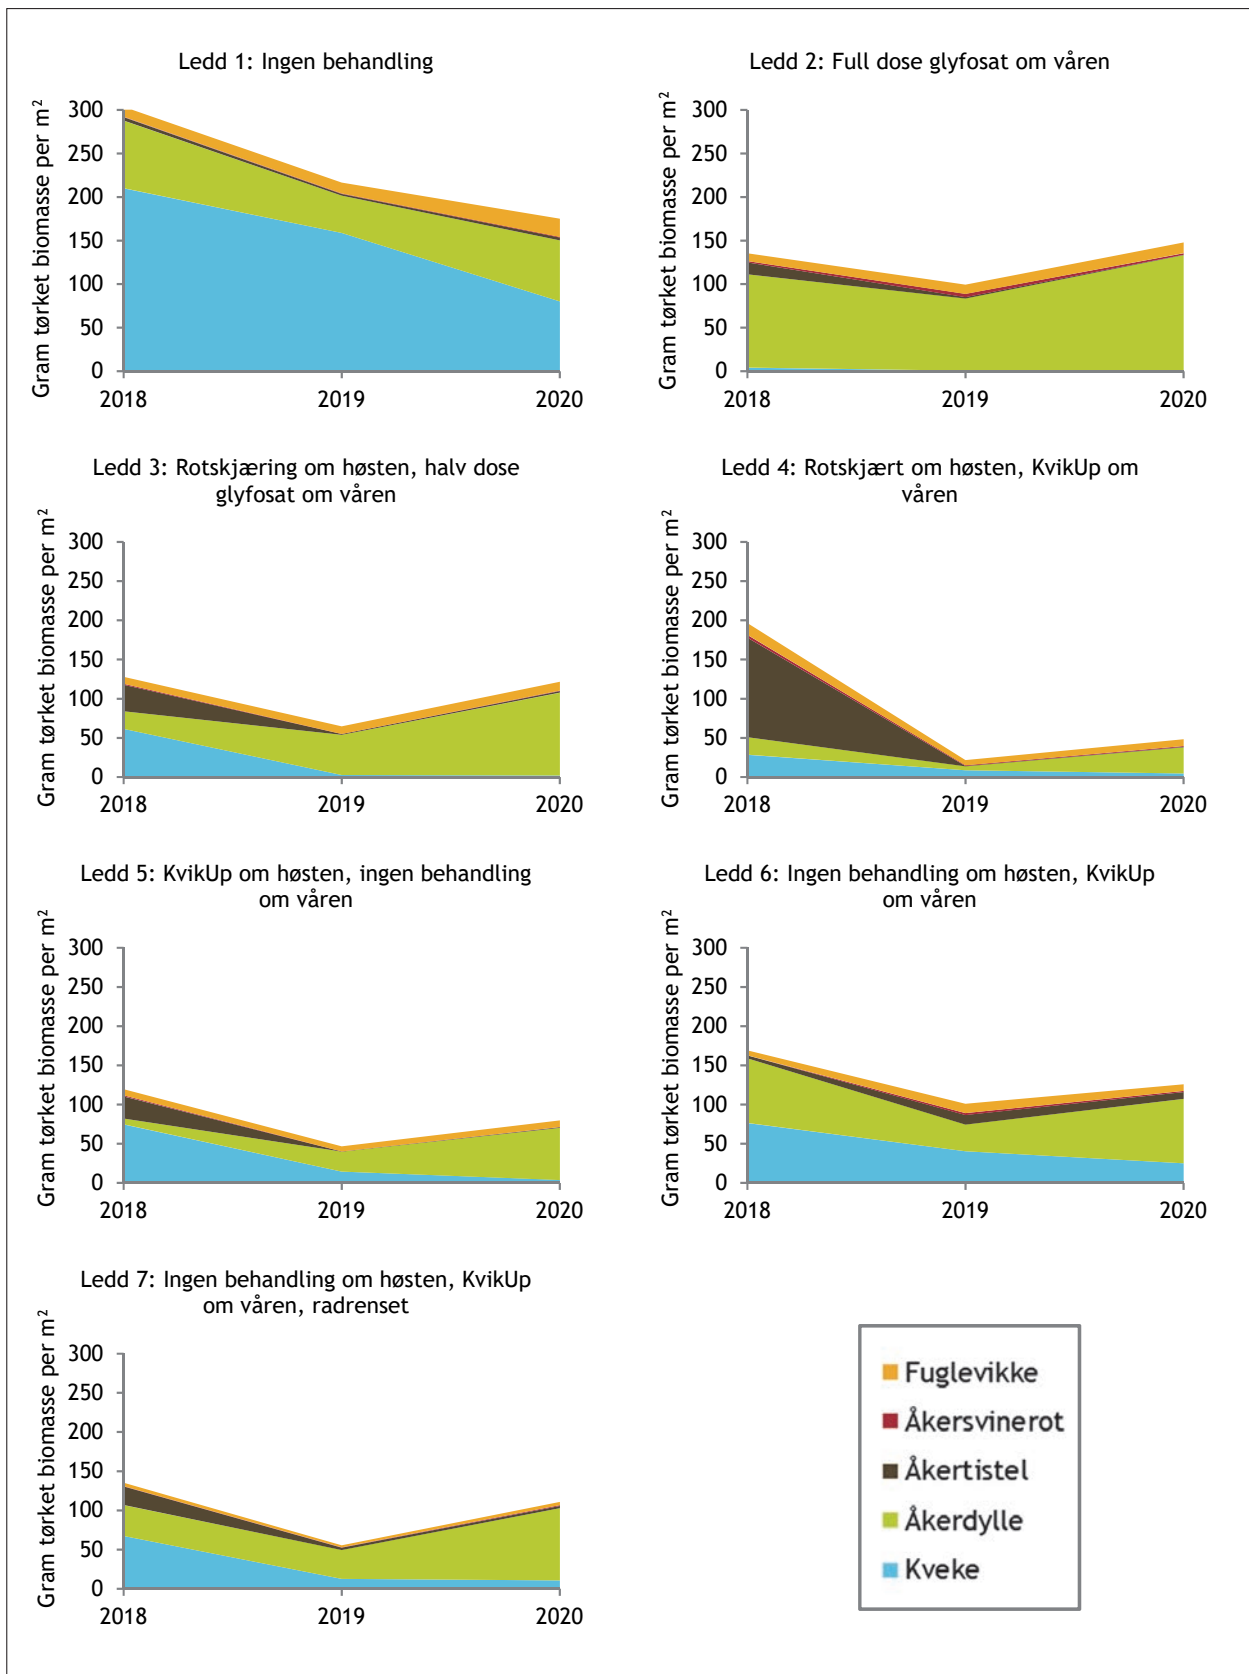 Ledd 1: Ingen behandling
Gram tørket biomasse per m²
300
250
200
150
100
50
0
2018 2019 2020
Ledd 2: Full dose glyfosat om våren
Gram tørket biomasse per m²
300
250
200
150
100
50
0
2018 2019 2020
Ledd 3: Rotskjæring om høsten, halv dose
glyfosat om våren
Gram tørket biomasse per m²
300
250
200
150
100
50
0
2018 2019 2020
Ledd 4: Rotskjært om høsten, KvikUp om
våren
Gram tørket biomasse per m²
300
250
200
150
100
50
0
2018 2019 2020
Ledd 5: KvikUp om høsten, ingen behandling
om våren
Gram tørket biomasse per m²
300
250
200
150
100
50
0
2018 2019 2020
Ledd 6: Ingen behandling om høsten, KvikUp
om våren
Gram tørket biomasse per m²
300
250
200
150
100
50
0
2018 2019 2020
Ledd 7: Ingen behandling om høsten, KvikUp
om våren, radrenset
Gram tørket biomasse per m²
300
250
200
150
100
50
0
2018 2019 2020
Fuglevikke
Åkersvinerot
Åkertistel
Åkerdylle
Kveke